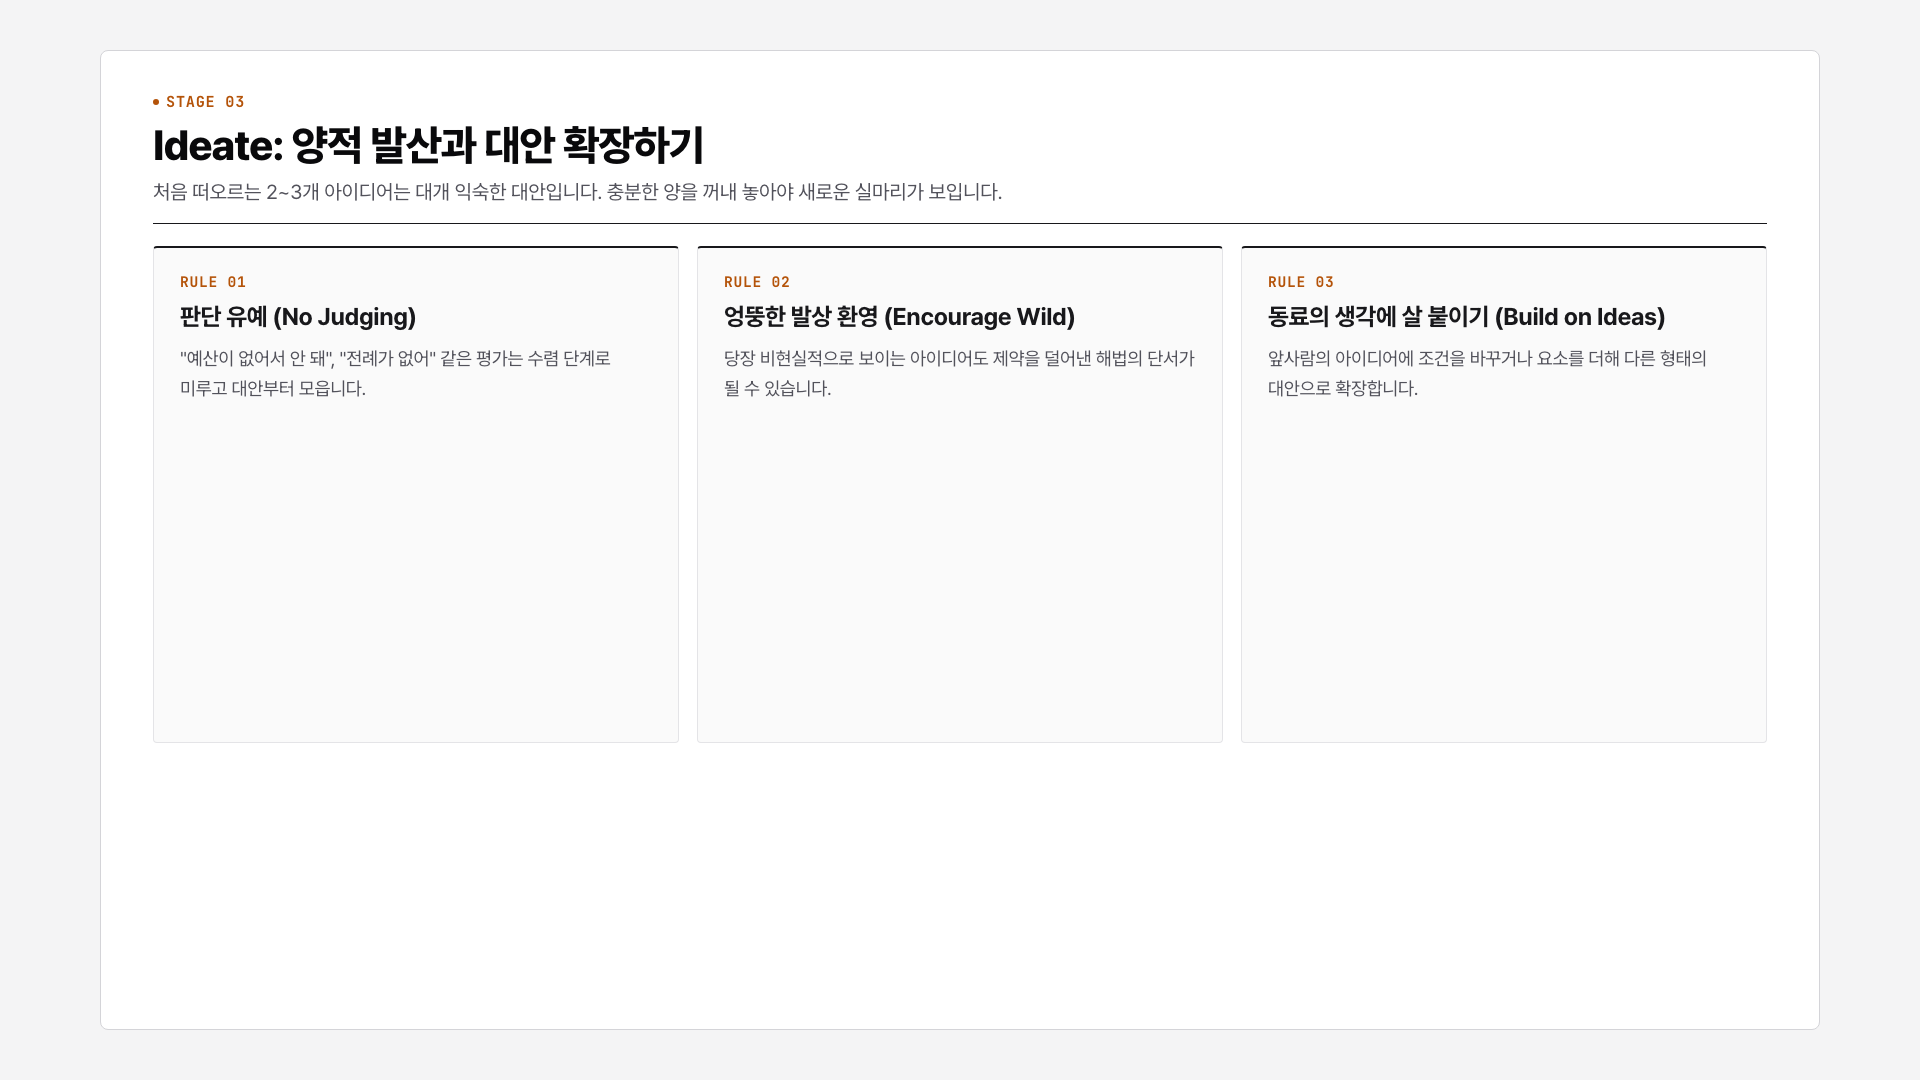 STAGE 03
Ideate: 양적 발산과 대안 확장하기
처음 떠오르는 2~3개 아이디어는 대개 익숙한 대안입니다. 충분한 양을 꺼내 놓아야 새로운 실마리가 보입니다.
RULE 01
판단 유예 (No Judging)
"예산이 없어서 안 돼", "전례가 없어" 같은 평가는 수렴 단계로
미루고 대안부터 모읍니다.
RULE 02
엉뚱한 발상 환영 (Encourage Wild)
당장 비현실적으로 보이는 아이디어도 제약을 덜어낸 해법의 단서가
될 수 있습니다.
RULE 03
동료의 생각에 살 붙이기 (Build on Ideas)
앞사람의 아이디어에 조건을 바꾸거나 요소를 더해 다른 형태의
대안으로 확장합니다.